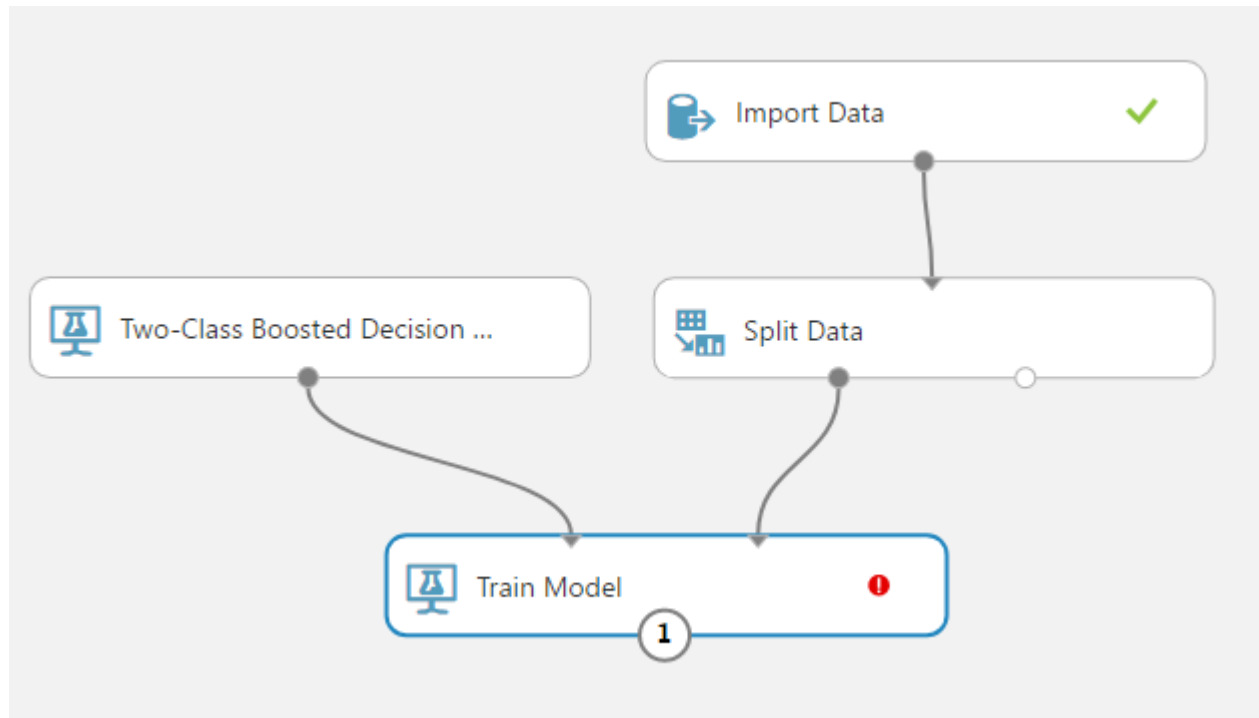 Import Data
Two-Class Boosted Decision ...
Split Data
Train Model
1